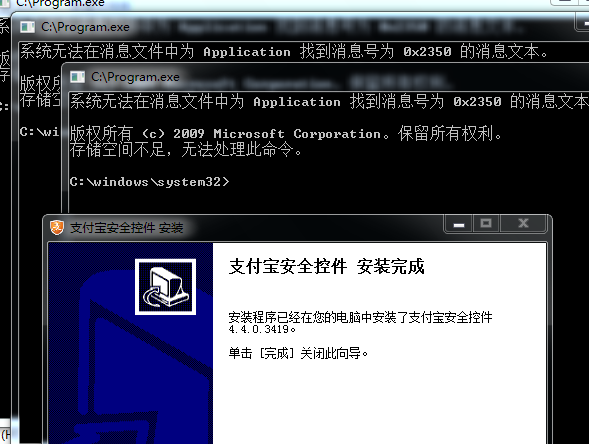 C:\Program.exe
C:\Program.exe
系统无法在消息文件中为 Application 找到消息号为 0x2350 的消息文本。
版权所
存储空
C:\wi
C:\Program.exe
系统无法在消息文件中为 Application 找到消息号为 0x2350 的消息文本
版权所有 (c) 2009 Microsoft Corporation。保留所有权利。
存储空间不足，无法处理此命令。
C:\windows\system32>
支付宝安全控件 安装
支付宝安全控件 安装完成
安装程序已经在您的电脑中安装了支付宝安全控件
4.4.0.3419。
单击 [完成] 关闭此向导。
(H